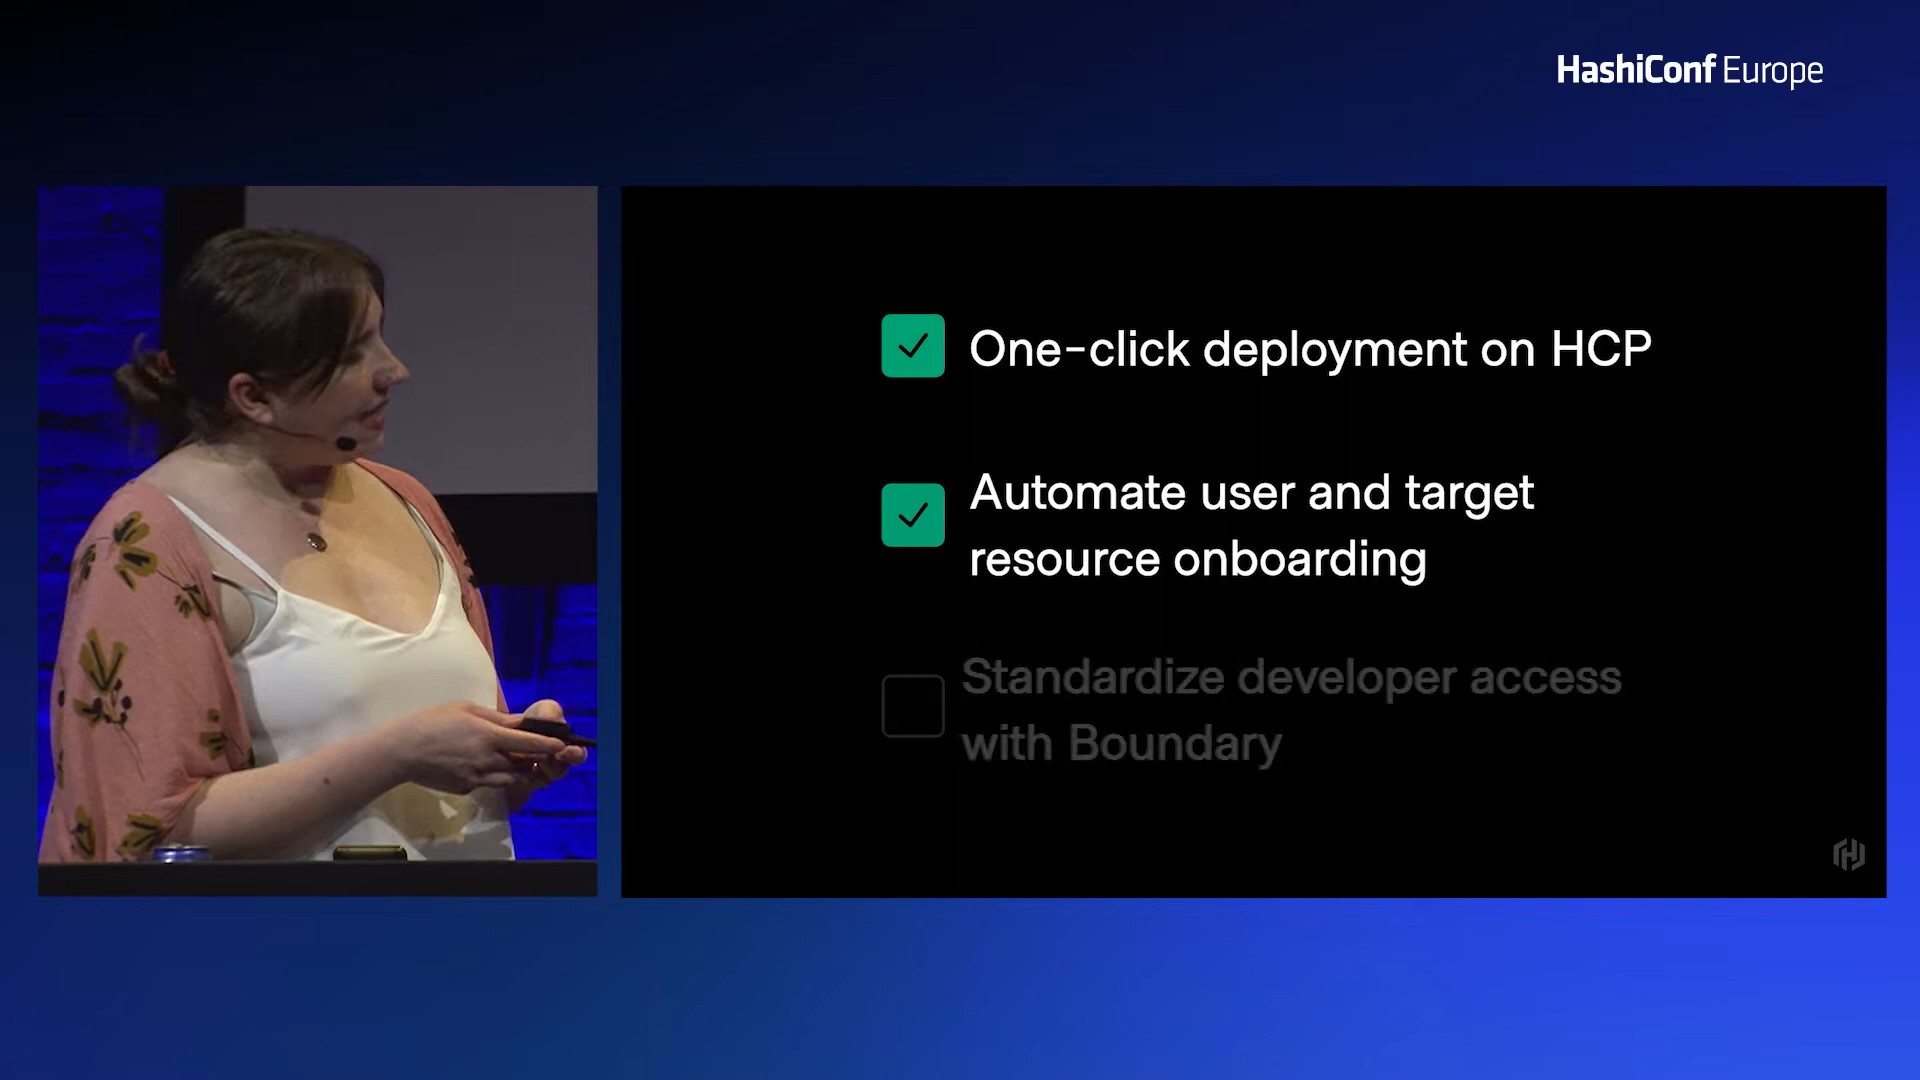 HashiConf Europe
One-click deployment on HCP
Automate user and target
resource onboarding
Standardize developer access
with Boundary